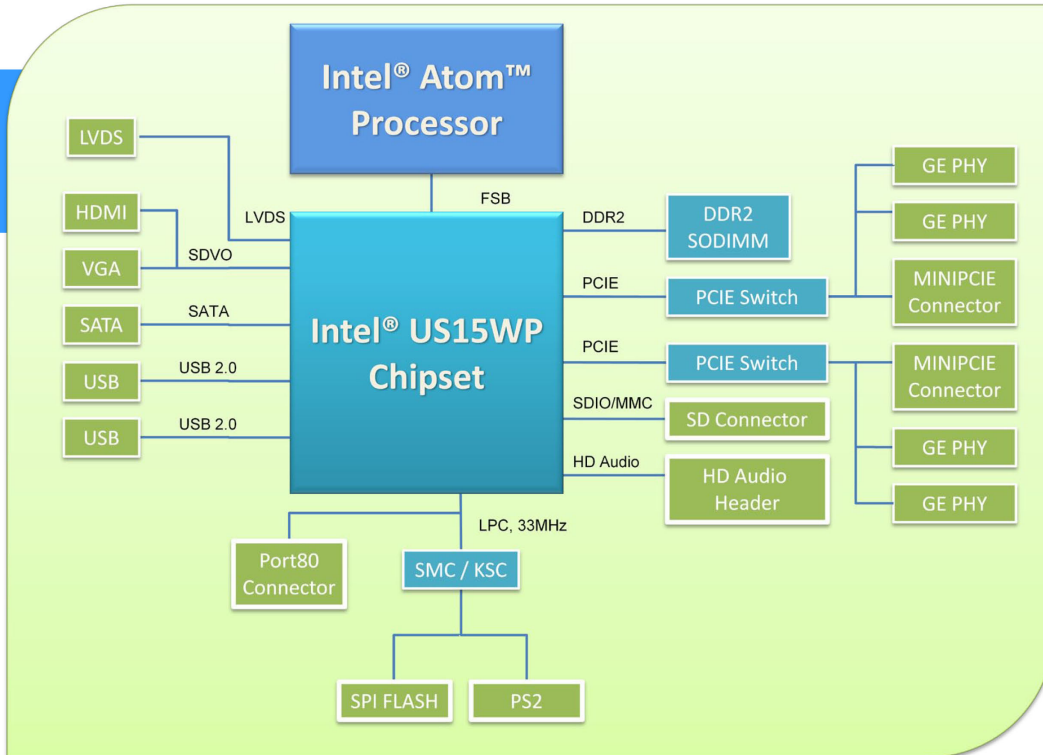 Intel® Atom™
Processor
FSB
LVDS
HDMI
VGA
SATA
USB
USB
LVDS
SDVO
SATA
USB 2.0
USB 2.0
Intel® US15WP
Chipset
DDR2
PCIE
PCIE
SDIO/MMC
HD Audio
DDR2
SODIMM
PCIE Switch
PCIE Switch
SD Connector
HD Audio
Header
GE PHY
GE PHY
MINIPCIE
Connector
MINIPCIE
Connector
GE PHY
GE PHY
LPC, 33MHz
Port80
Connector
SMC / KSC
SPI FLASH
PS2